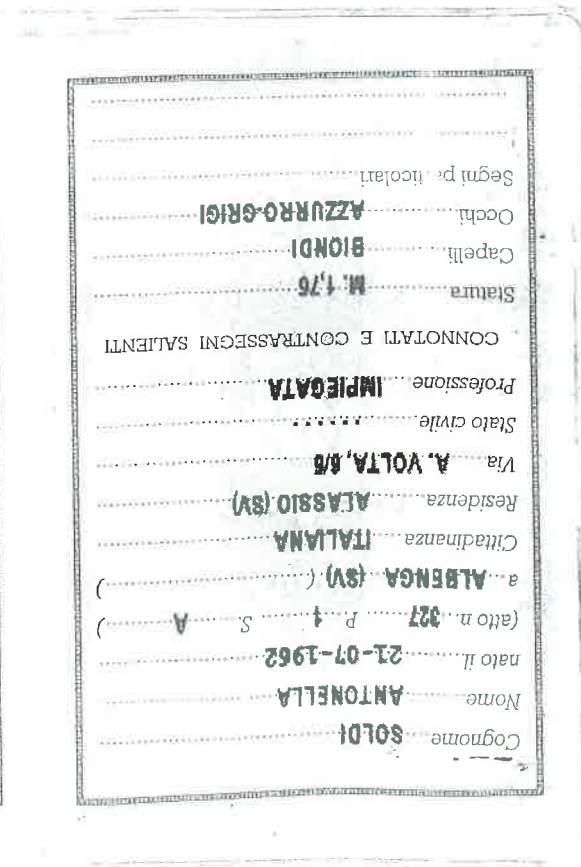 Cognome SOLDI
Nome ANTONELLA
nato il 21-07-1962
(atto n. 327 P. 1 S. A )
a ALBENGA (SV) ( )
Cittadinanza ITALIANA
Residenza ALASSIO (SV)
Via A. VOLTA, 6/6
Stato civile
Professione IMPIEGATA
CONNOTATI E CONTRASSEGNI SALIENTI
Statura M. 1,76
Capelli BIONDI
Occhi AZZURRO-GRIGI
Segni particolari